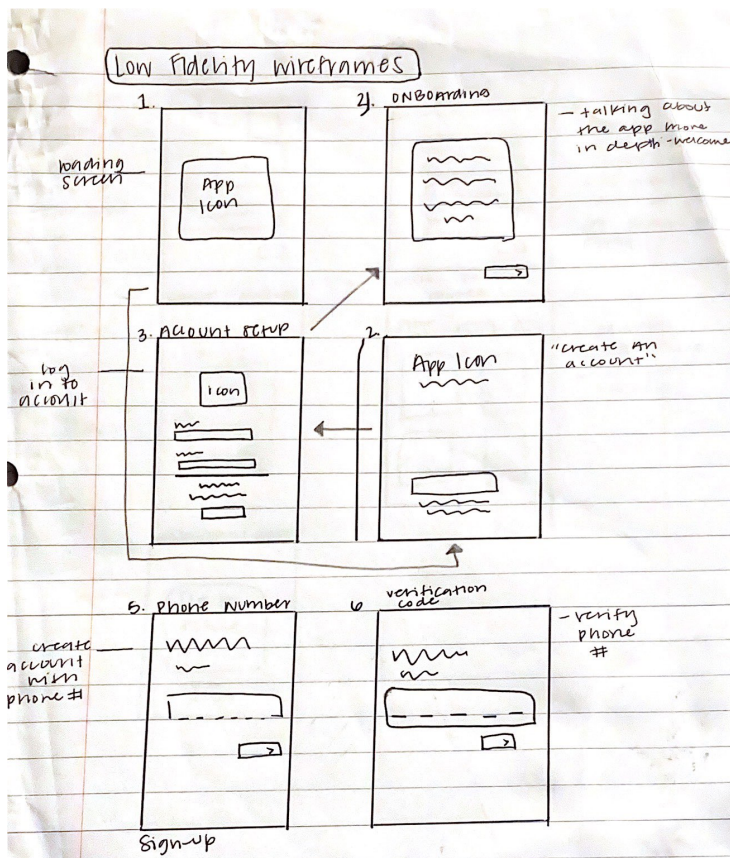 Low Fidelity wireframes
1.
loading
screen
App
Icon
4. ONBOARDING
- talking about
the app more
in depth - welcome
3. Account setup
Log
in to
account
icon
2.
App Icon
"create an
account"
5. Phone Number
create
account
with
phone #
Sign-up
6 verification
code
- verify
phone
#